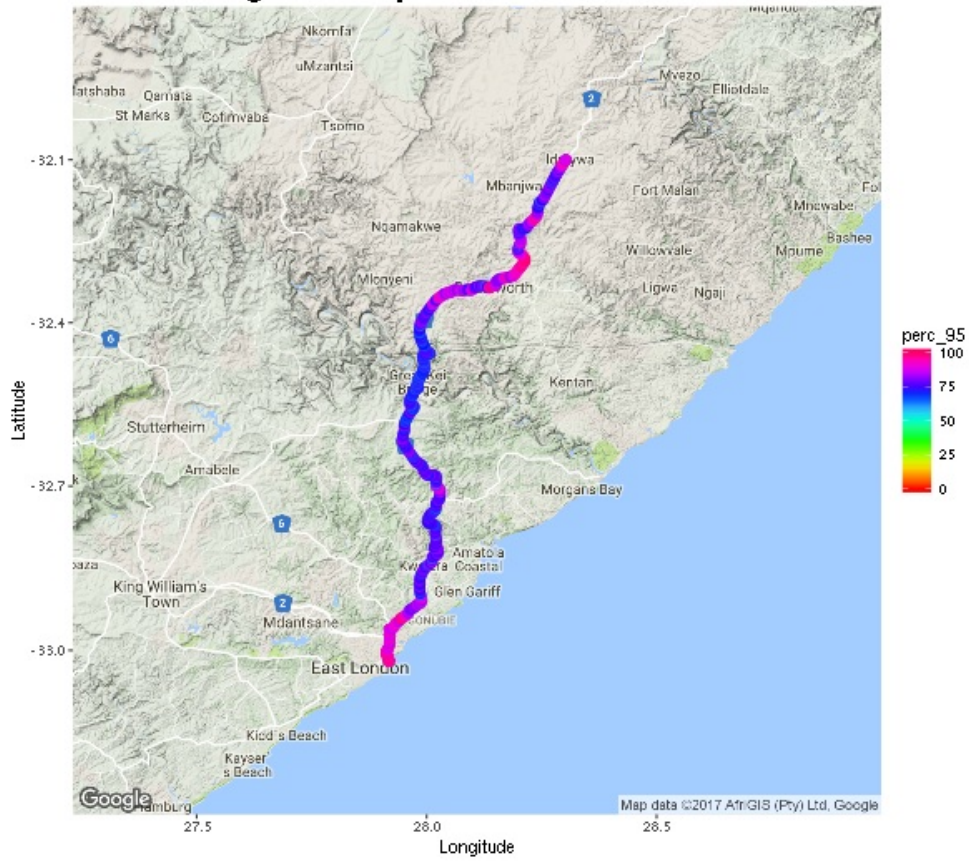 Nkomfa
uMzantsi
Mvezo
Elliotdale
Qamata
St Marks
Cofimvaba
Tsomo
2
-32.1
Mbanjwa
Fort Malan
Mncwabe
Nqamakwe
Bashee
Willowvale
Mpume
Mlonyeni
Ligwa
Ngaji
-32.4
6
perc_95
100
75
50
25
0
Kentan
Bridge
Latitude
Stutterheim
Amabele
-32.7
Morgans Bay
6
Amatola
Coastal
King William's
Town
Glen Gariff
2
Mdantsane
GONUBIE
-33.0
East London
Kidd's Beach
Kayser
's Beach
Google
Map data ©2017 AfriGIS (Pty) Ltd, Google
27.5
28.0
28.5
Longitude